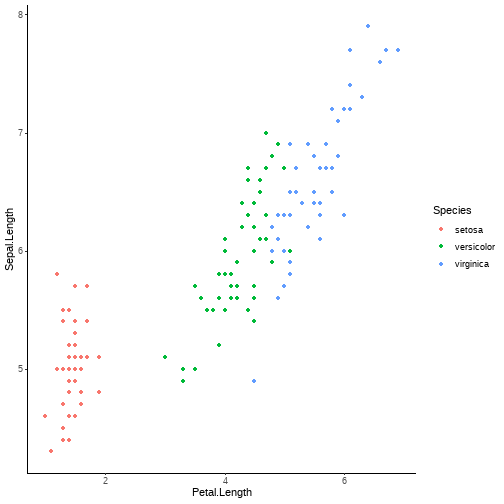 8
7
6
5
Sepal.Length
2
4
6
Petal.Length
Species
setosa
versicolor
virginica